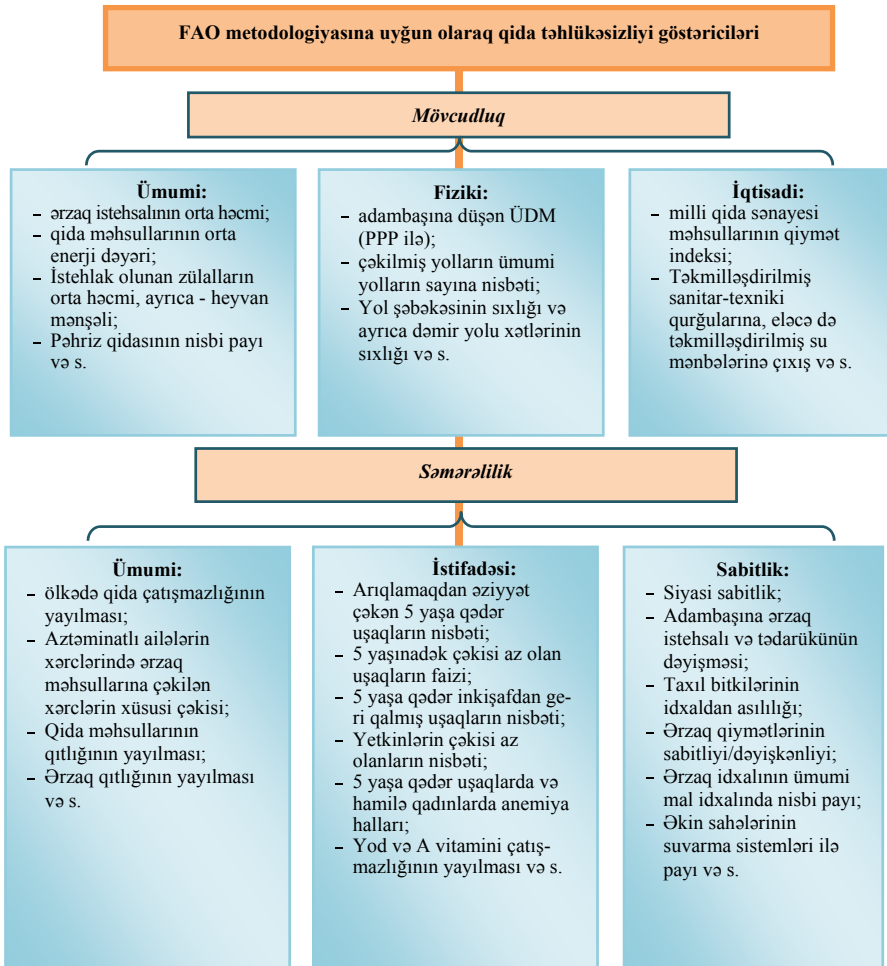 FAO metodologiyasına uyğun olaraq qida təhlükəsizliyi göstəriciləri
Mövcudluq
Ümumi:
– ərzaq istehsalının orta həcmi;
– qida məhsullarının orta
enerji dəyəri;
– İstehlak olunan zülalların
orta həcmi, ayrıca - heyvan
mənşəli;
– Pəhriz qidasının nisbi payı
və s.
Fiziki:
– adambaşına düşən ÜDM
(PPP ilə);
– çəkilmiş yolların ümumi
yolların sayına nisbəti;
– Yol şəbəkəsinin sıxlığı və
ayrıca dəmir yolu xətlərinin
sıxlığı və s.
İqtisadi:
– milli qida sənayesi
məhsullarının qiymət
indeksi;
– Təkmilləşdirilmiş
sanitar-texniki
qurğularına, eləcə də
təkmilləşdirilmiş su
mənbələrinə çıxış və s.
Səmərəlilik
Ümumi:
– ölkədə qida çatışmazlığının
yayılması;
– Aztəminatlı ailələrin
xərclərində ərzaq
məhsullarına çəkilən
xərclərin xüsusi çəkisi;
– Qida məhsullarının
qıtlığının yayılması;
– Ərzaq qıtlığının yayılması
və s.
İstifadəsi:
– Arıqlamaqdan əziyyət
çəkən 5 yaşa qədər
uşaqların nisbəti;
– 5 yaşınadək çəkisi az olan
uşaqların faizi;
– 5 yaşa qədər inkişafdan ge-
ri qalmış uşaqların nisbəti;
– Yetkinlərin çəkisi az
olanların nisbəti;
– 5 yaşa qədər uşaqlarda və
hamilə qadınlarda anemiya
halları;
– Yod və A vitamini çatış-
mazlığının yayılması və s.
Sabitlik:
– Siyasi sabitlik;
– Adambaşına ərzaq
istehsalı və tədarükünün
dəyişməsi;
– Taxıl bitkilərinin
idxaldan asılılığı;
– Ərzaq qiymətlərinin
sabitliyi/dəyişkənliyi;
– Ərzaq idxalının ümumi
mal idxalında nisbi payı;
– Əkin sahələrinin
suvarma sistemləri ilə
payı və s.